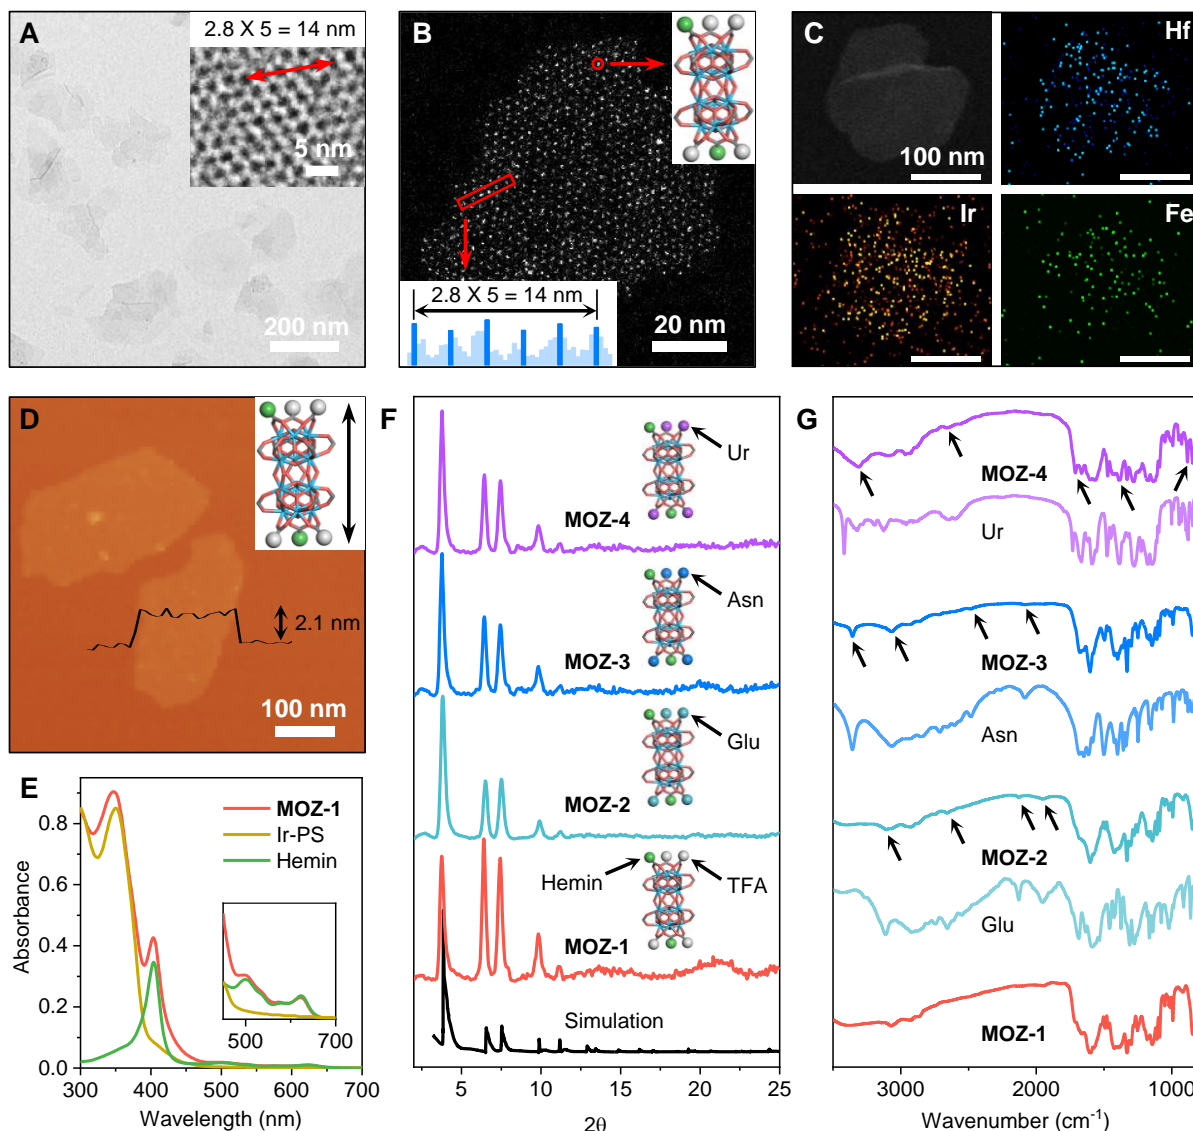 A
2.8 X 5 = 14 nm
5 nm
200 nm
B
2.8 X 5 = 14 nm
20 nm
C
100 nm
Hf
Ir
Fe
D
2.1 nm
100 nm
E
MOZ-1
Ir-PS
Hemin
0.8
0.6
0.4
0.2
0.0
Absorbance
500
700
300
400
500
600
700
Wavelength (nm)
F
Ur
MOZ-4
Asn
MOZ-3
Glu
MOZ-2
Hemin
TFA
MOZ-1
Simulation
5
10
15
20
25
2θ
G
MOZ-4
Ur
MOZ-3
Asn
MOZ-2
Glu
MOZ-1
3500
2500
1500
1000
Wavenumber (cm-1)